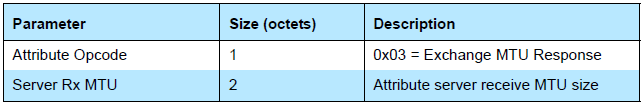 Parameter Size (octets) Description
Attribute Opcode 1 0x03 = Exchange MTU Response
Server Rx MTU 2 Attribute server receive MTU size